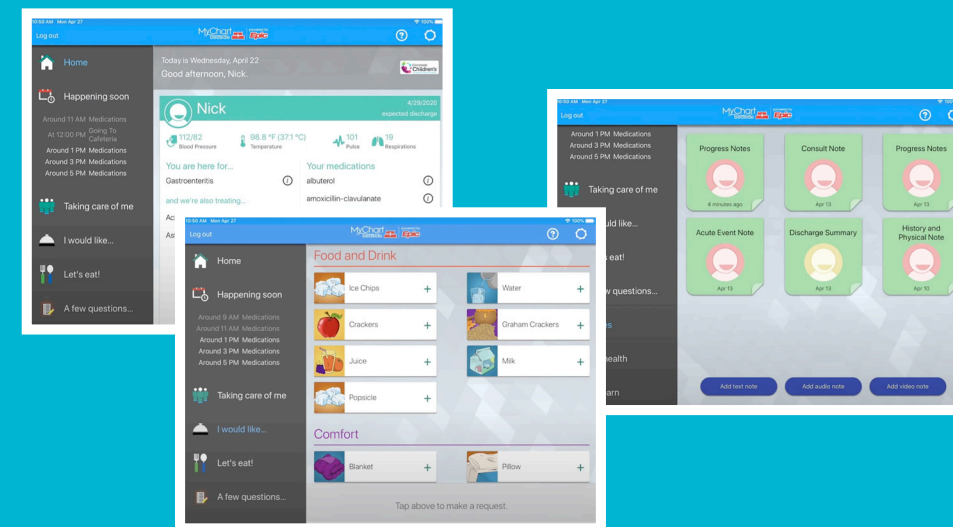 10:50 AM Mon Apr 27
100%
Log out
MyChart BEDSIDE
Epic
Today is Wednesday, April 22
Good afternoon, Nick.
Children's
Home
Happening soon
Around 11 AM Medications
At 12:00 PM Going To Cafeteria
Around 1 PM Medications
Around 3 PM Medications
Around 5 PM Medications
Taking care of me
I would like...
Let's eat!
A few questions...
Nick
4/29/2020
expected discharge
112/82
Blood Pressure
98.8 °F (37.1 °C)
Temperature
101
Pulse
19
Respirations
You are here for...
Gastroenteritis
and we're also treating...
Your medications
albuterol
amoxicillin-clavulanate
10:50 AM Mon Apr 27
100%
Log out
MyChart BEDSIDE
Epic
Home
Happening soon
Around 9 AM Medications
Around 11 AM Medications
Around 1 PM Medications
Around 3 PM Medications
Around 5 PM Medications
Taking care of me
I would like...
Let's eat!
A few questions...
Food and Drink
Ice Chips
Water
Crackers
Graham Crackers
Juice
Milk
Popsicle
Comfort
Blanket
Pillow
Tap above to make a request.
10:50 AM Mon Apr 27
Log out
MyChart BEDSIDE
Epic
Around 1 PM Medications
Around 3 PM Medications
Around 5 PM Medications
Taking care of me
uld like...
eat!
questions...
ealth
arn
Progress Notes
4 minutes ago
Consult Note
Apr 13
Progress Notes
Apr 13
Acute Event Note
Apr 13
Discharge Summary
Apr 13
History and
Physical Note
Apr 10
Add text note
Add audio note
Add video note